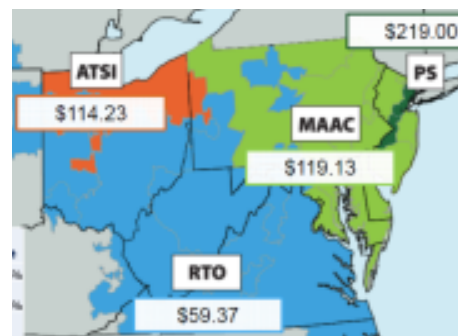 $219.00
ATSI
PS
$114.23
MAAC
$119.13
RTO
$59.37
%
%